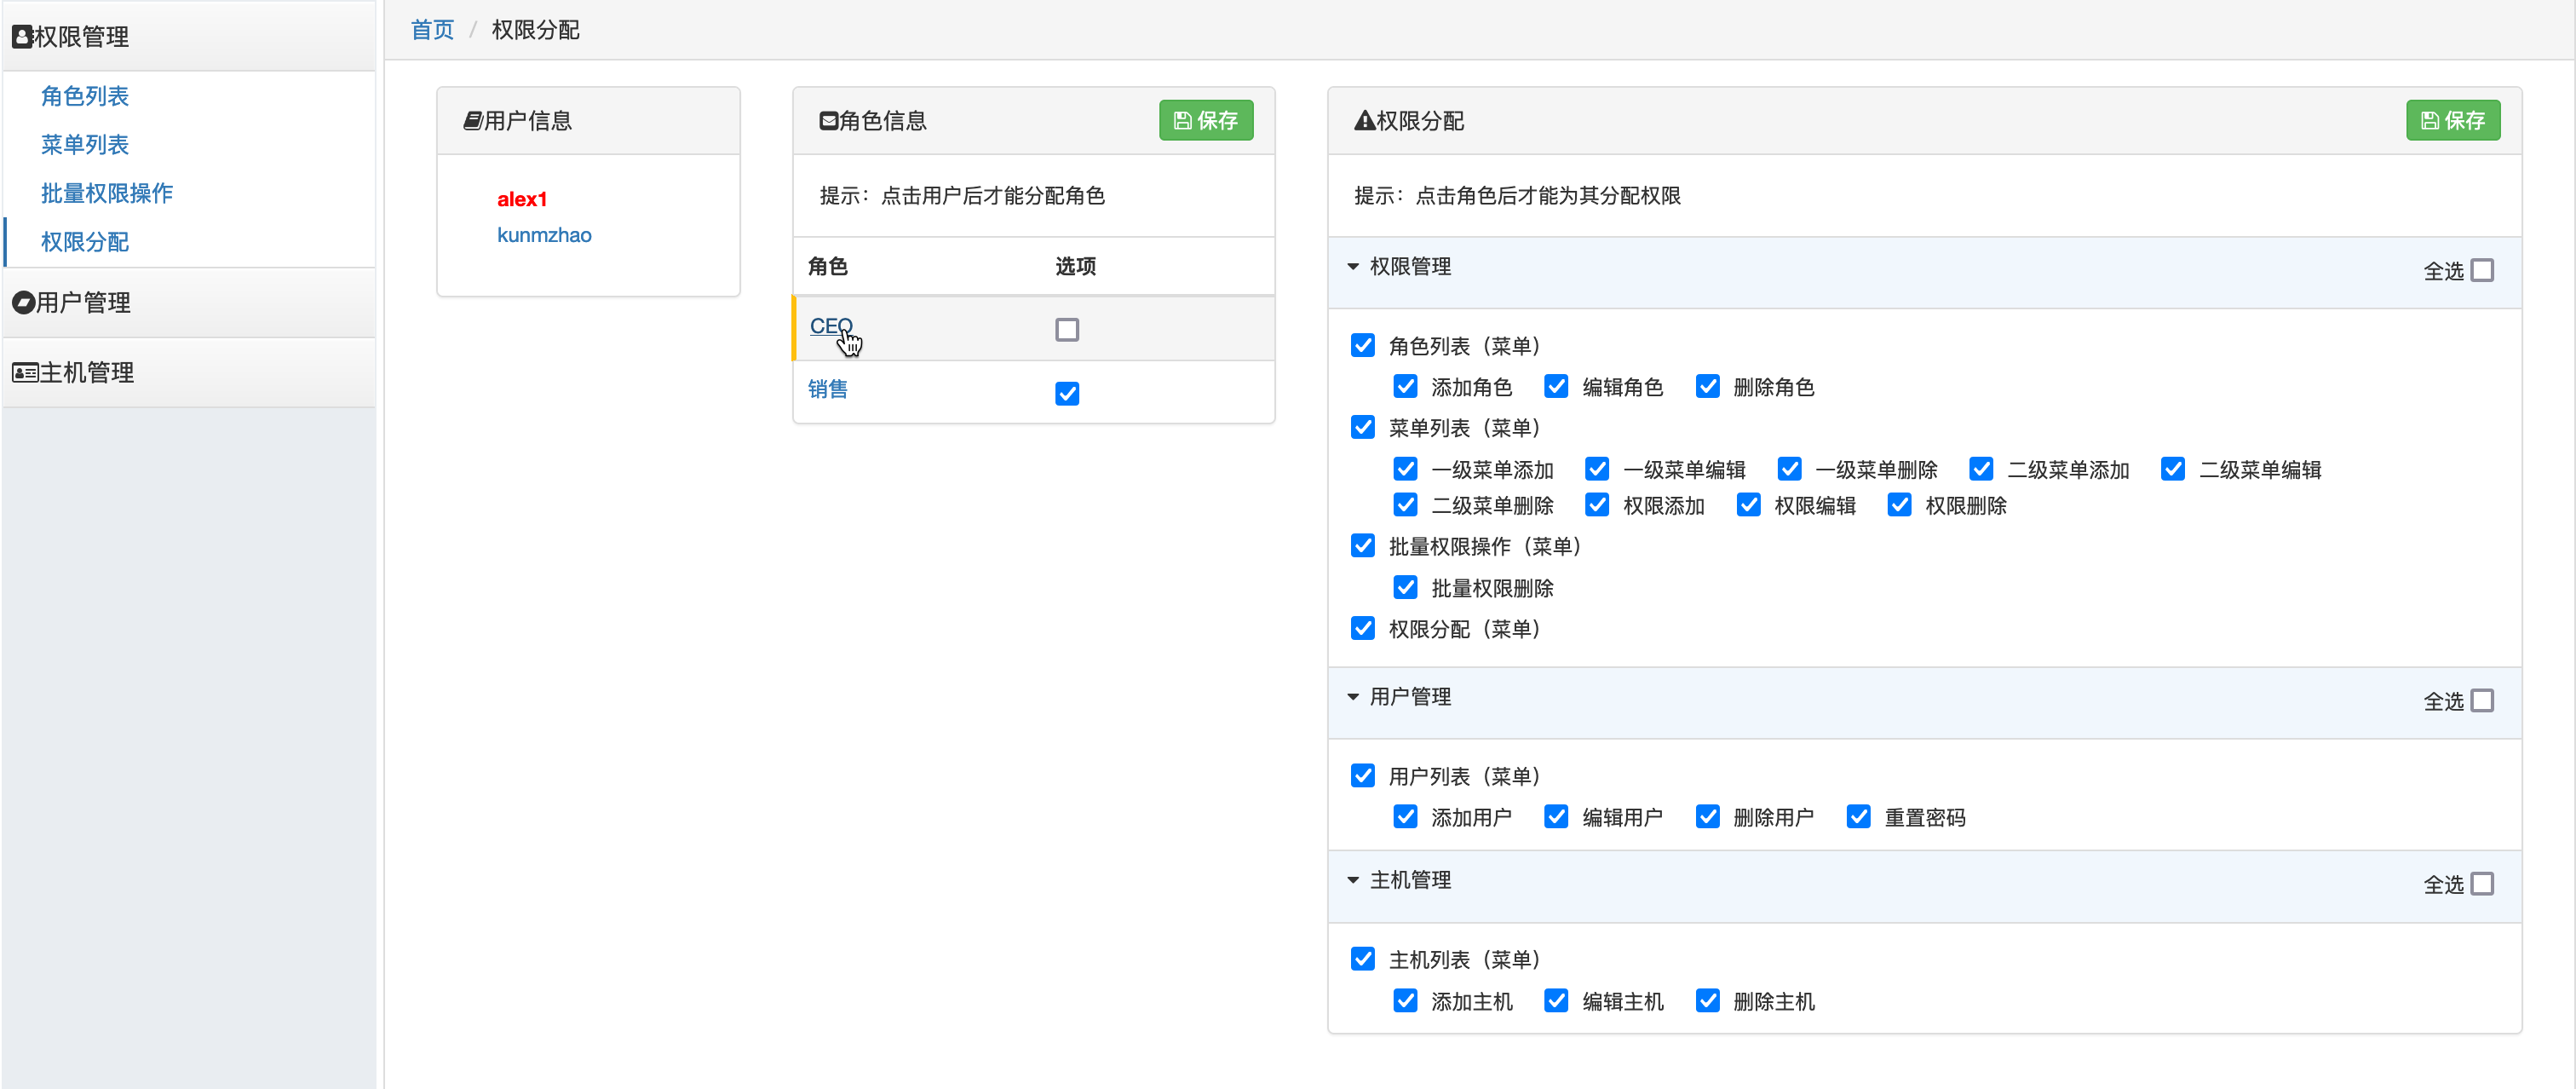 权限管理
角色列表
菜单列表
批量权限操作
权限分配
用户管理
主机管理
首页 / 权限分配
用户信息
alex1
kunmzhao
角色信息
保存
提示：点击用户后才能分配角色
角色 选项
CEO
销售
权限分配
保存
提示：点击角色后才能为其分配权限
权限管理 全选
角色列表（菜单）
添加角色 编辑角色 删除角色
菜单列表（菜单）
一级菜单添加 一级菜单编辑 一级菜单删除 二级菜单添加 二级菜单编辑
二级菜单删除 权限添加 权限编辑 权限删除
批量权限操作（菜单）
批量权限删除
权限分配（菜单）
用户管理 全选
用户列表（菜单）
添加用户 编辑用户 删除用户 重置密码
主机管理 全选
主机列表（菜单）
添加主机 编辑主机 删除主机